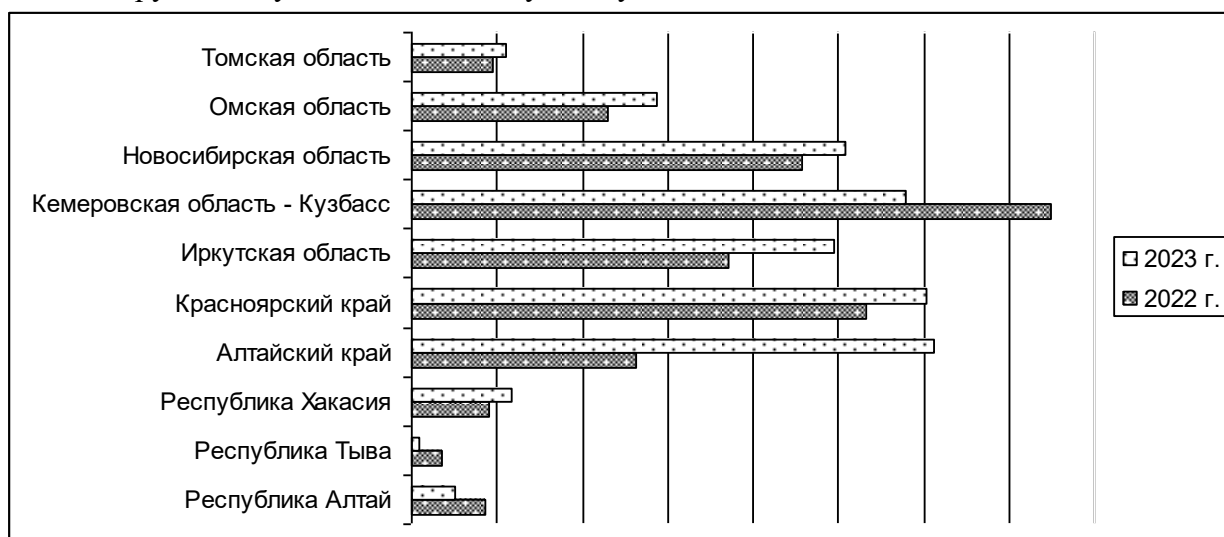 Томская область
Омская область
Новосибирская область
Кемеровская область - Кузбасс
Иркутская область
Красноярский край
Алтайский край
Республика Хакасия
Республика Тыва
Республика Алтай
2023 г.
2022 г.